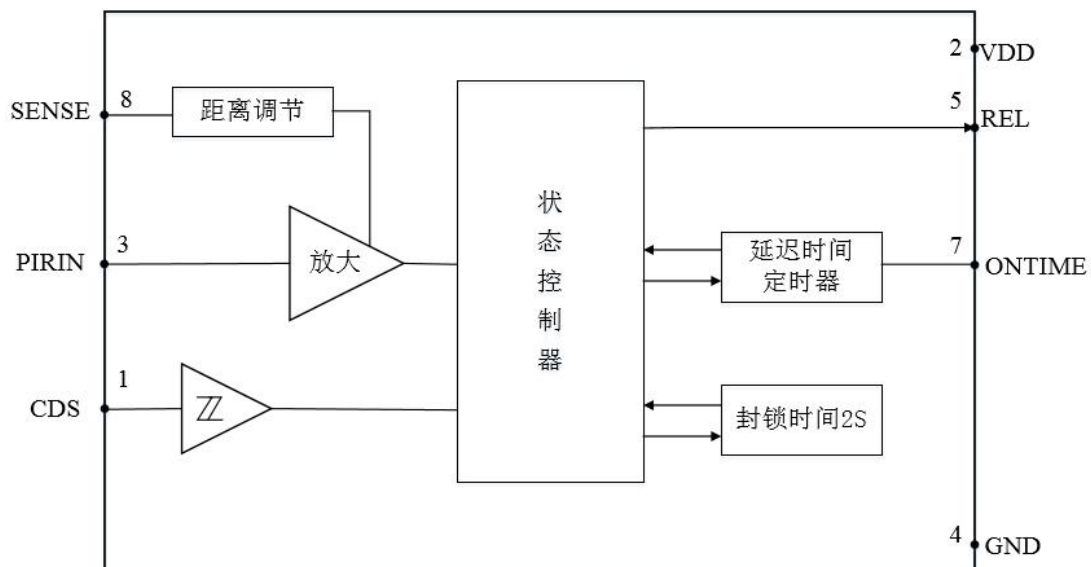 2
VDD
SENSE
8
距离调节
5
REL
状态控制器
PIRIN
3
放大
延迟时间
定时器
7
ONTIME
CDS
1
封锁时间2S
4
GND